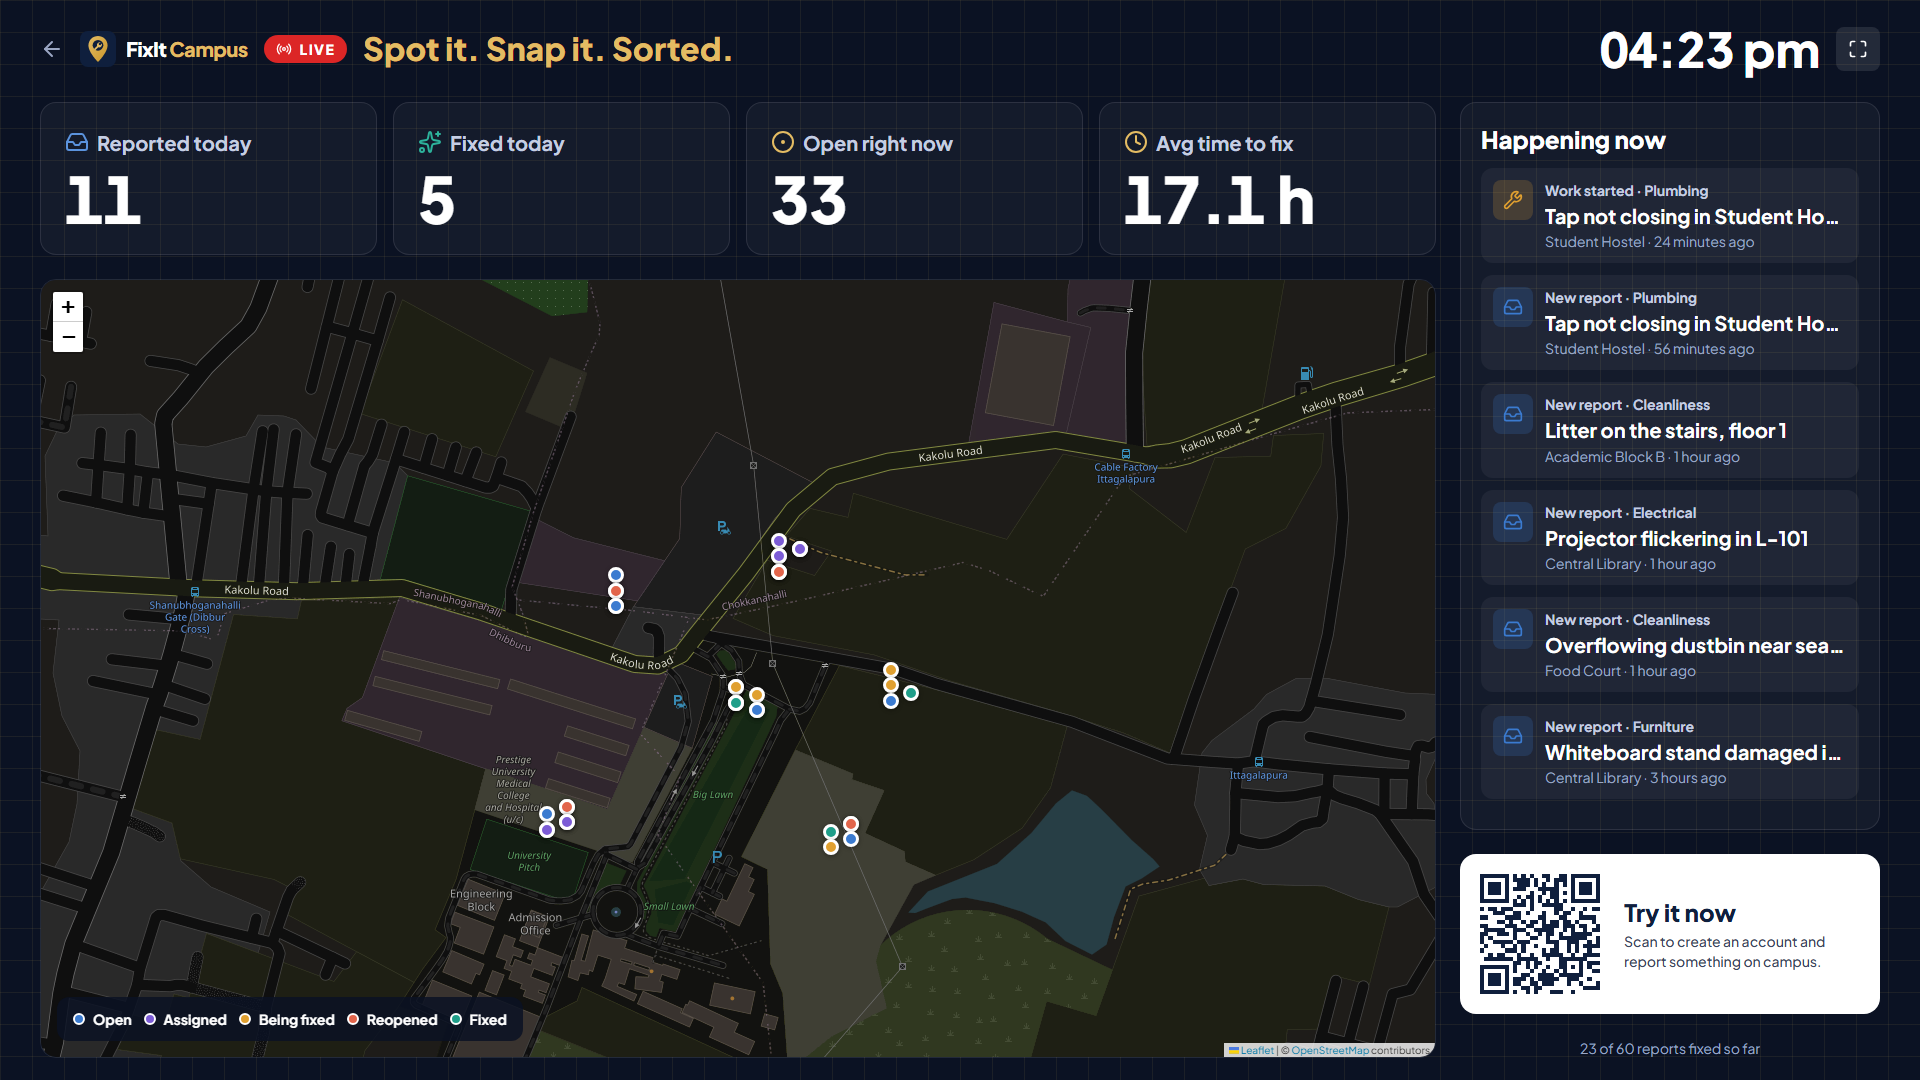 FixIt Campus
LIVE
Spot it. Snap it. Sorted.
04:23 pm
Reported today
11
Fixed today
5
Open right now
33
Avg time to fix
17.1 h
+
−
Kakolu Road
Kakolu Road
Kakolu Road
Cable Factory
Ittagalapura
P
Kakolu Road
Shanubhoganahalli
Gate (Dibbur
Cross)
Shanubhoganahalli
Dhibburu
Chokkanahalli
Kakolu Road
P
Prestige
University
Medical
College
and Hospital
(u/c)
Big Lawn
Ittagalapura
University
Pitch
P
Engineering
Block
Admission
Office
Small Lawn
Open
Assigned
Being fixed
Reopened
Fixed
Leaflet | © OpenStreetMap contributors
Happening now
Work started · Plumbing
Tap not closing in Student Ho...
Student Hostel · 24 minutes ago
New report · Plumbing
Tap not closing in Student Ho...
Student Hostel · 56 minutes ago
New report · Cleanliness
Litter on the stairs, floor 1
Academic Block B · 1 hour ago
New report · Electrical
Projector flickering in L-101
Central Library · 1 hour ago
New report · Cleanliness
Overflowing dustbin near sea...
Food Court · 1 hour ago
New report · Furniture
Whiteboard stand damaged i...
Central Library · 3 hours ago
Try it now
Scan to create an account and
report something on campus.
23 of 60 reports fixed so far